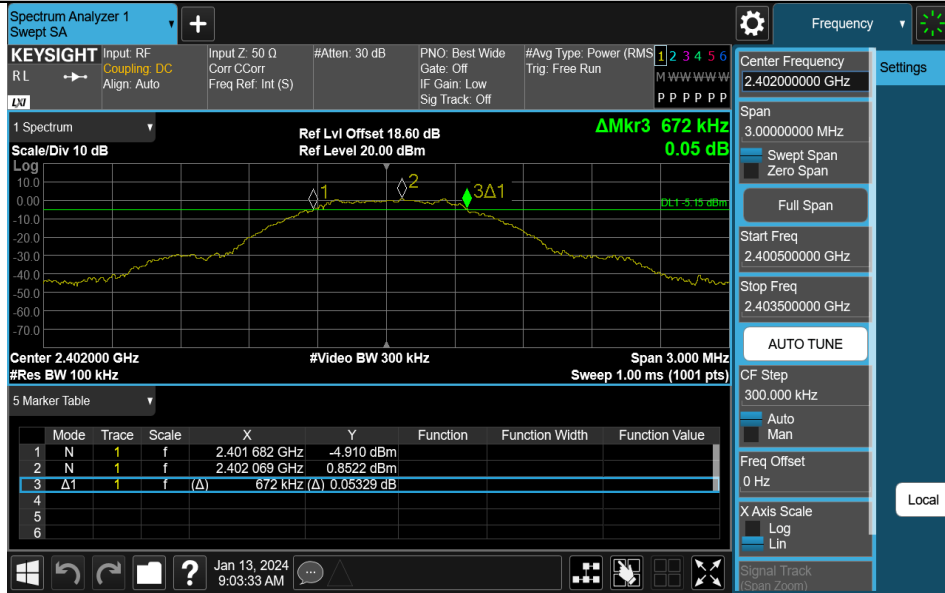 Spectrum Analyzer 1
Swept SA
Frequency
KEYSIGHT
RL
LXI
Input: RF
Coupling: DC
Align: Auto
Input Z: 50 Ω
Corr CCorr
Freq Ref: Int (S)
#Atten: 30 dB
PNO: Best Wide
Gate: Off
IF Gain: Low
Sig Track: Off
#Avg Type: Power (RMS
Trig: Free Run
1 2 3 4 5 6
M W W W W W
P P P P P P
1 Spectrum
Scale/Div 10 dB
Ref Lvl Offset 18.60 dB
Ref Level 20.00 dBm
ΔMkr3 672 kHz
0.05 dB
Log
10.0
0.00
-10.0
-20.0
-30.0
-40.0
-50.0
-60.0
-70.0
1
2
3Δ1
DL1 -5.15 dBm
Center 2.402000 GHz
#Video BW 300 kHz
Span 3.000 MHz
#Res BW 100 kHz
Sweep 1.00 ms (1001 pts)
5 Marker Table
Mode Trace Scale X Y Function Function Width Function Value
1 N 1 f 2.401 682 GHz -4.910 dBm
2 N 1 f 2.402 069 GHz 0.8522 dBm
3 Δ1 1 f (Δ) 672 kHz (Δ) 0.05329 dB
4
5
6
?
Jan 13, 2024
9:03:33 AM
Center Frequency
2.402000000 GHz
Span
3.00000000 MHz
Swept Span
Zero Span
Full Span
Start Freq
2.400500000 GHz
Stop Freq
2.403500000 GHz
AUTO TUNE
CF Step
300.000 kHz
Auto
Man
Freq Offset
0 Hz
X Axis Scale
Log
Lin
Signal Track
(Span Zoom)
Settings
Local